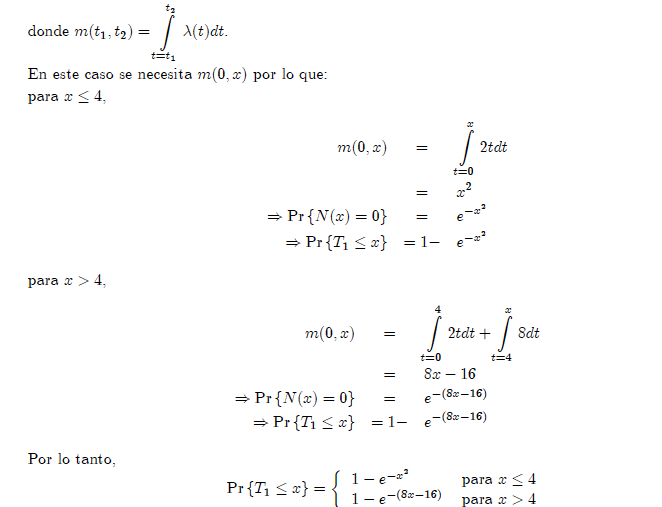 donde m(t₁, t₂) = ∫_{t=t₁}^{t₂} λ(t)dt.
En este caso se necesita m(0, x) por lo que:
para x ≤ 4,
m(0, x) = ∫_{t=0}^{x} 2tdt
= x²
⇒ Pr {N(x) = 0} = e^{−x²}
⇒ Pr {T₁ ≤ x} = 1− e^{−x²}
para x > 4,
m(0, x) = ∫_{t=0}^{4} 2tdt + ∫_{t=4}^{x} 8dt
= 8x − 16
⇒ Pr {N(x) = 0} = e^{−(8x−16)}
⇒ Pr {T₁ ≤ x} = 1− e^{−(8x−16)}
Por lo tanto,
Pr {T₁ ≤ x} = { 1 − e^{−x²} para x ≤ 4
1 − e^{−(8x−16)} para x > 4